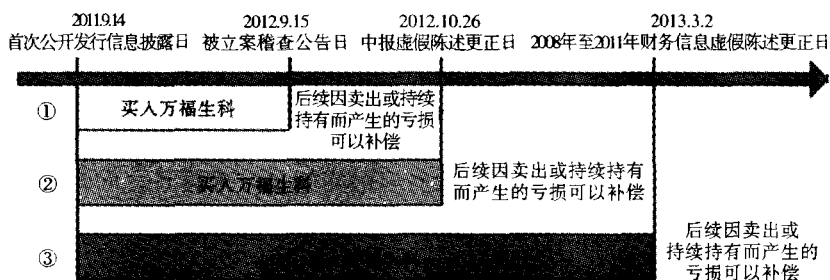 2011.9.14 2012.9.15 2012.10.26 2013.3.2
首次公开发行信息披露日 被立案稽查公告日 中报虚假陈述更正日 2008年至2011年财务信息虚假陈述更正日
① 买入万福生科 后续因卖出或持续
持有而产生的亏损
可以补偿
② 买入万福生科 后续因卖出或持续持有
而产生的亏损可以补偿
③ 后续因卖出或
持续持有而产生的
亏损可以补偿